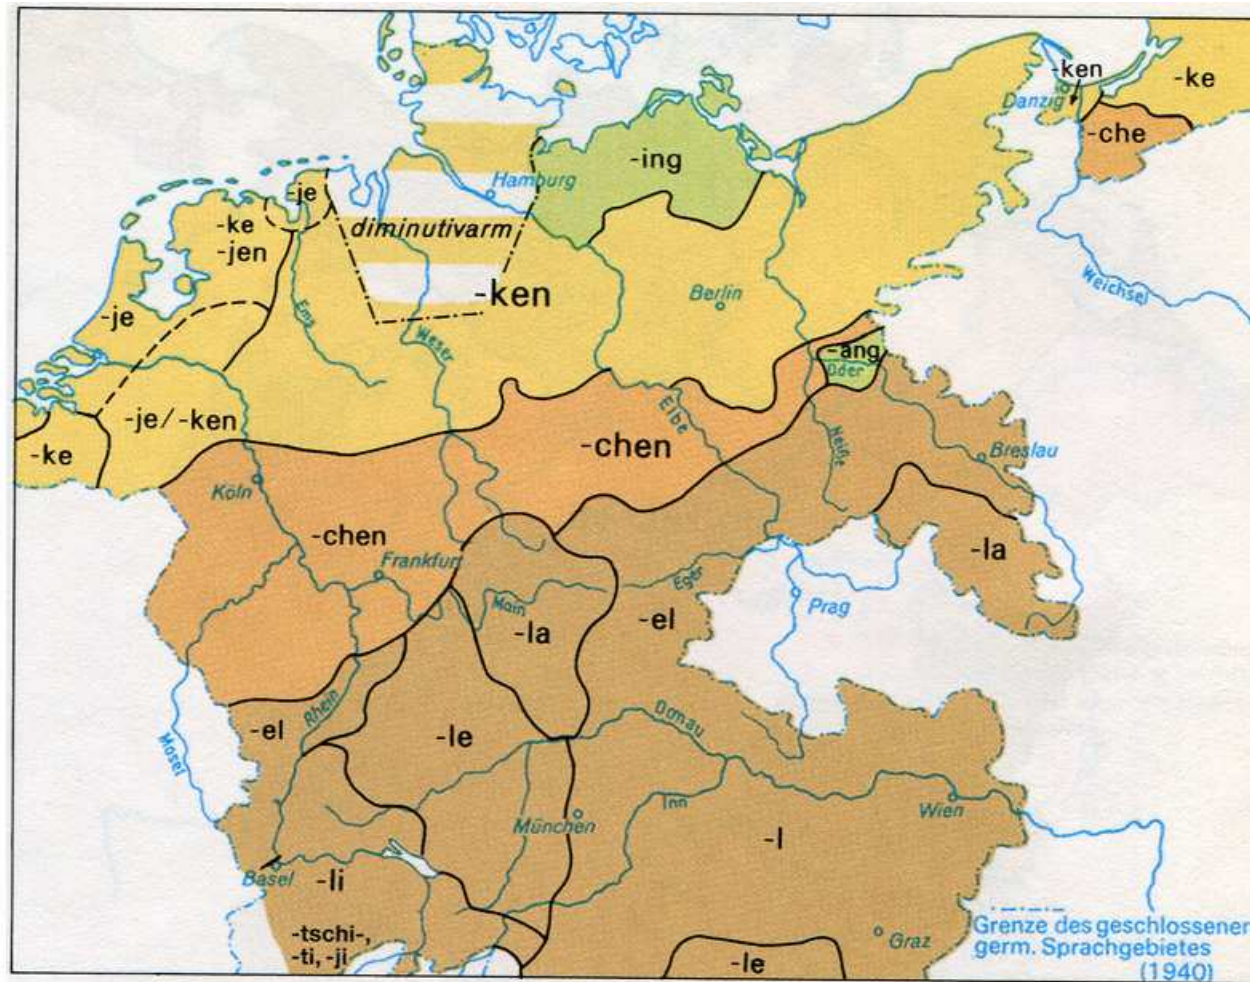 -ken
-ke
Danzig
-che
-ing
Hamburg
-je
-ke
-jen
diminutivarm
Weichsel
-ken
Berlin
-je
Ems
Weser
-ang
Oder
-je/-ken
-chen
Elbe
Neiße
-ke
Breslau
Köln
-chen
-la
Frankfurt
Eger
Main
Prag
-la
-el
Rhein
Donau
-el
-le
Mosel
Inn
Wien
München
-l
Basel
-li
Grenze des geschlossenen
germ. Sprachgebietes
(1940)
-tschi-,
-ti, -ji
Graz
-le